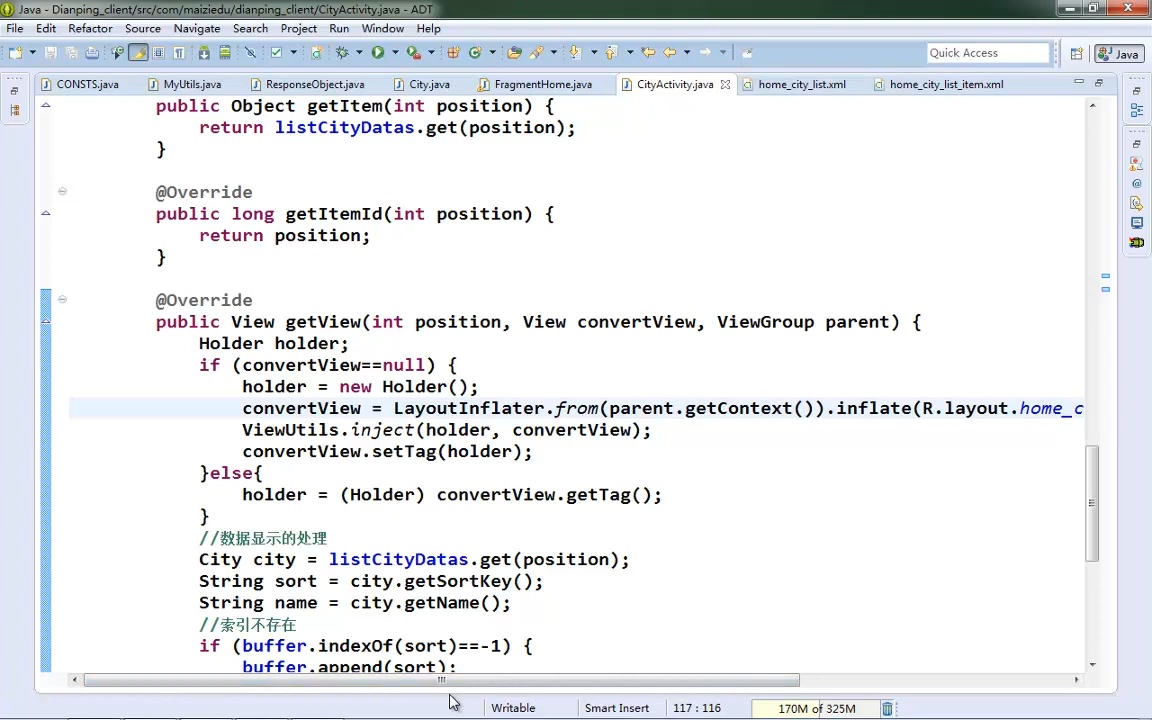 Java - Dianping_client/src/com/maiziedu/dianping_client/CityActivity.java - ADT
File Edit Refactor Source Navigate Search Project Run Window Help
Quick Access Java
CONSTS.java MyUtils.java ResponseObject.java City.java FragmentHome.java CityActivity.java home_city_list.xml home_city_list_item.xml
public Object getItem(int position) {
return listCityDatas.get(position);
}
@Override
public long getItemId(int position) {
return position;
}
@Override
public View getView(int position, View convertView, ViewGroup parent) {
Holder holder;
if (convertView==null) {
holder = new Holder();
convertView = LayoutInflater.from(parent.getContext()).inflate(R.layout.home_c
ViewUtils.inject(holder, convertView);
convertView.setTag(holder);
}else{
holder = (Holder) convertView.getTag();
}
//数据显示的处理
City city = listCityDatas.get(position);
String sort = city.getSortKey();
String name = city.getName();
//索引不存在
if (buffer.indexOf(sort)==-1) {
buffer.append(sort);
Writable Smart Insert 117 : 116 170M of 325M